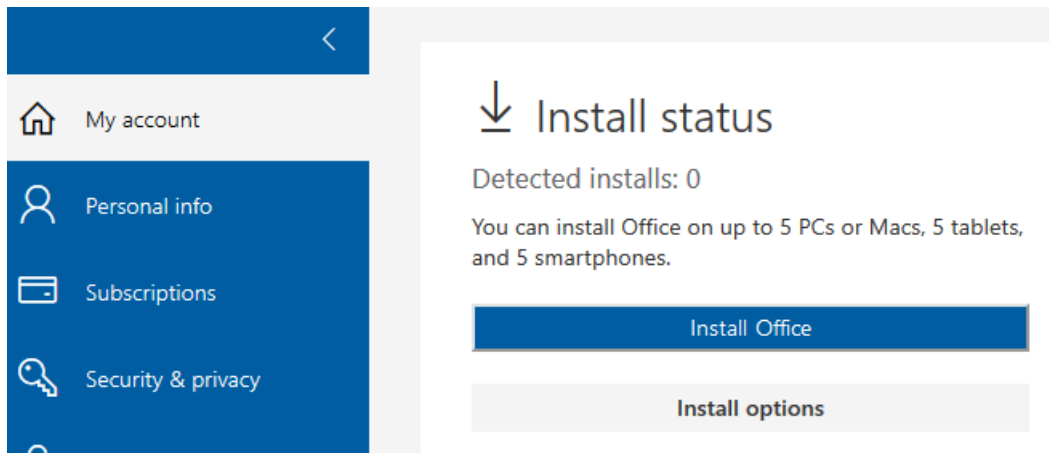 My account
Personal info
Subscriptions
Security & privacy
Install status
Detected installs: 0
You can install Office on up to 5 PCs or Macs, 5 tablets,
and 5 smartphones.
Install Office
Install options